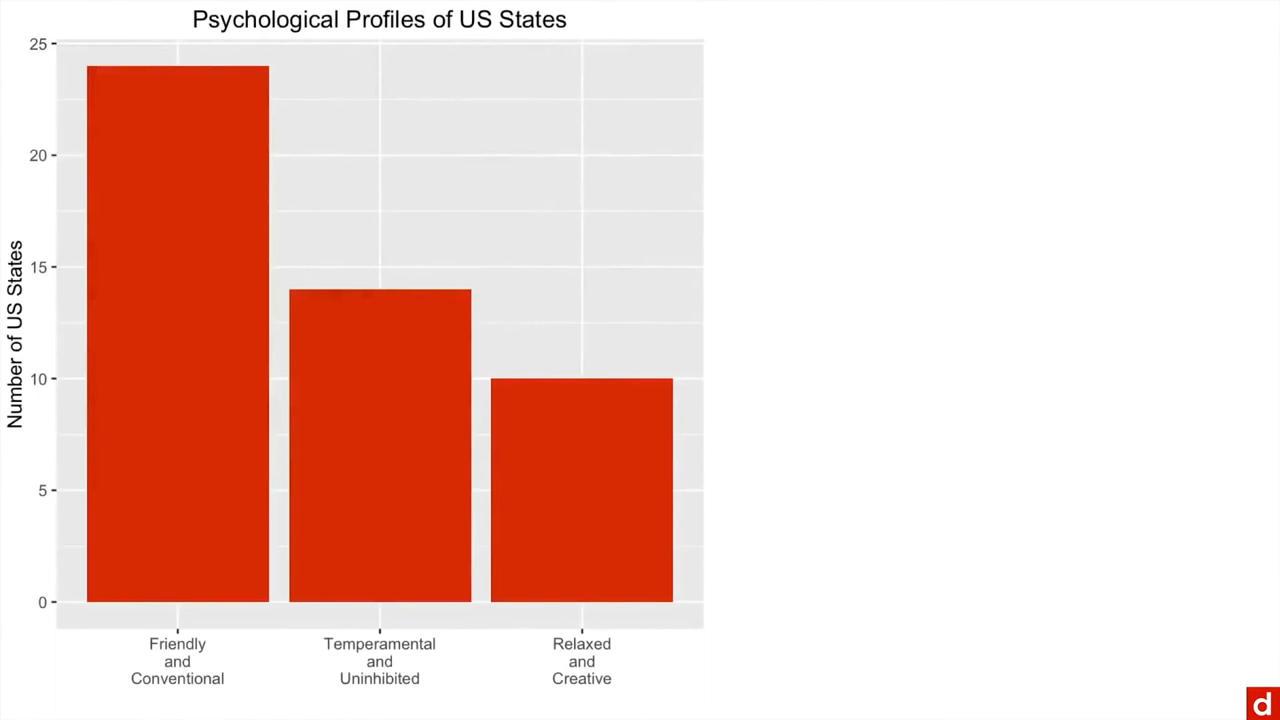 Psychological Profiles of US States
Number of US States
25
20
15
10
5
0
Friendly
and
Conventional
Temperamental
and
Uninhibited
Relaxed
and
Creative
d